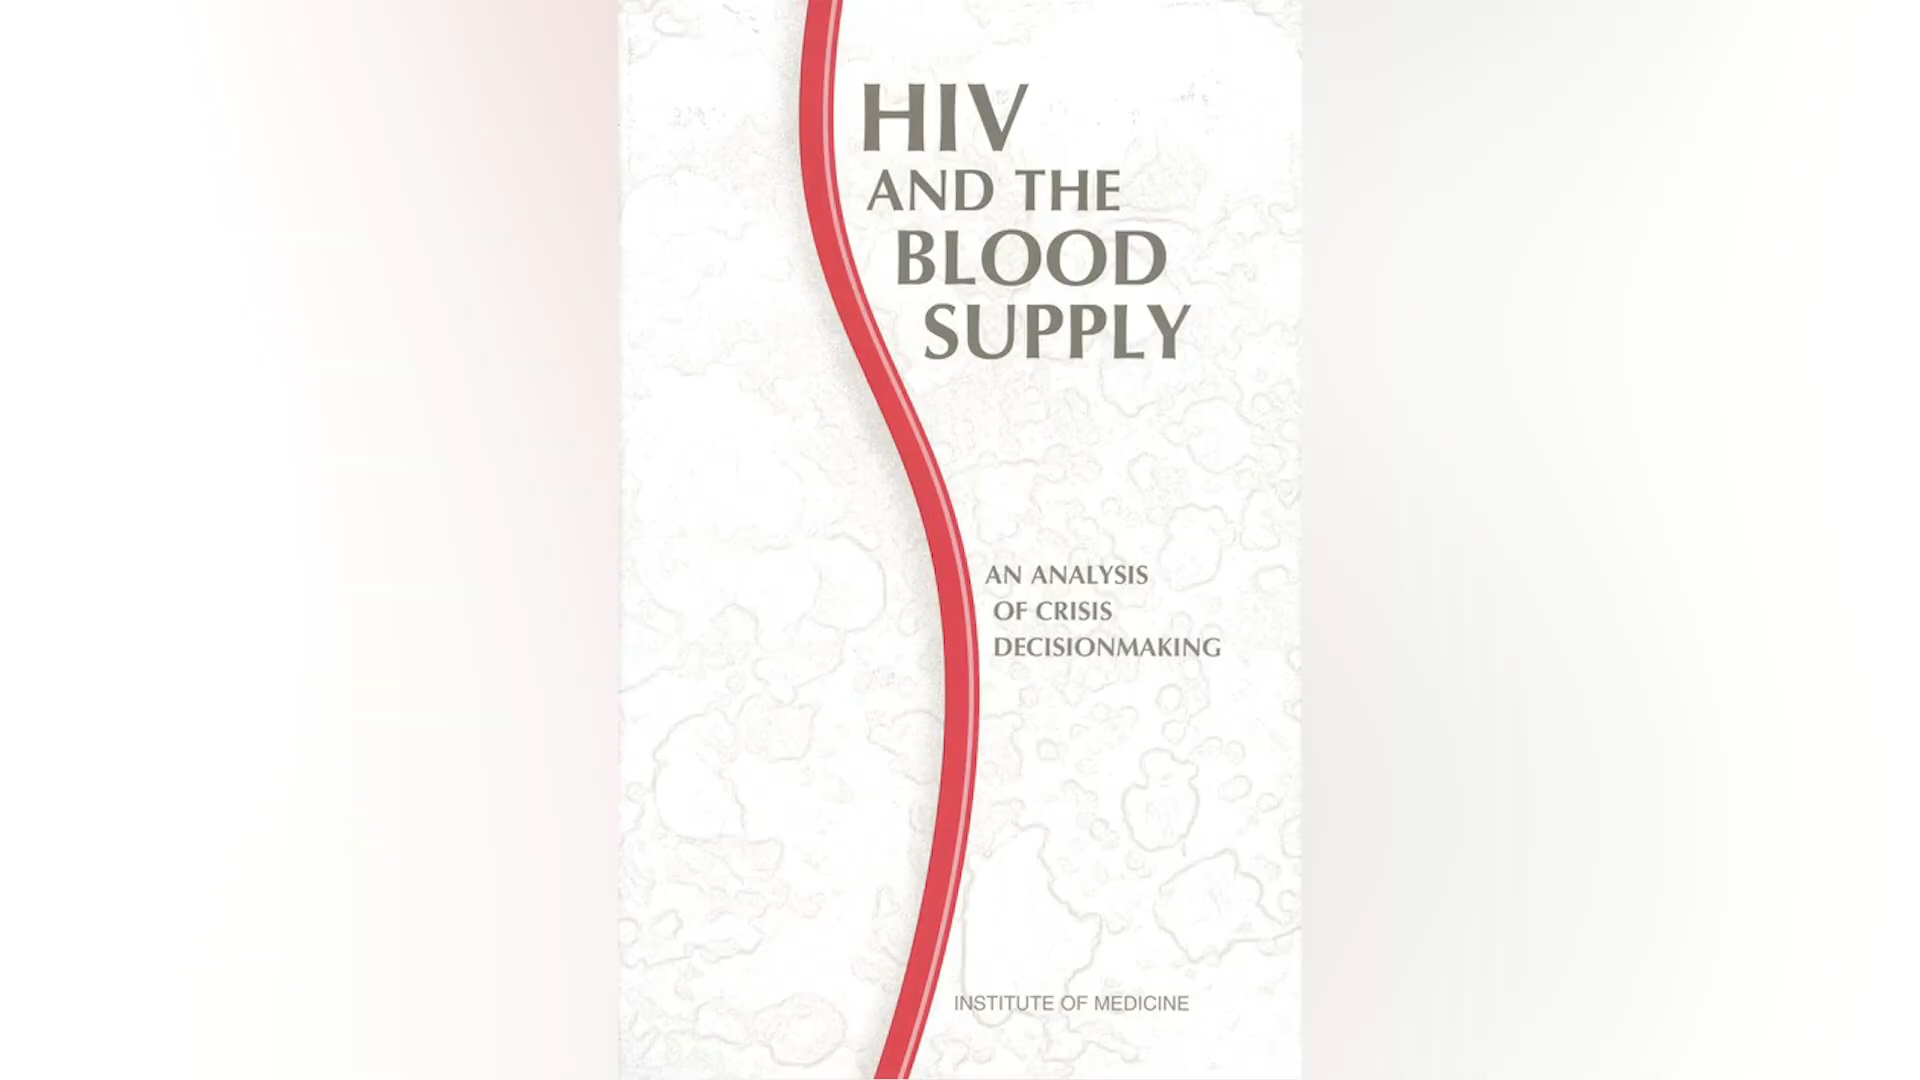 HIV
AND THE
BLOOD
SUPPLY
AN ANALYSIS
OF CRISIS
DECISIONMAKING
INSTITUTE OF MEDICINE